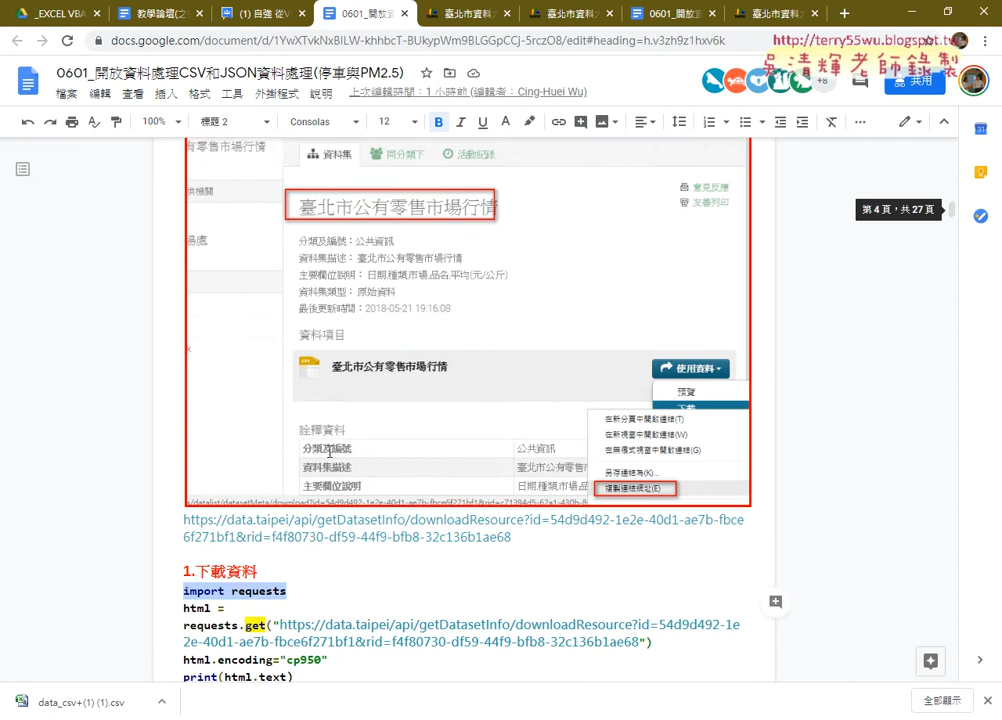 _EXCEL VBA
教學論壇(之
(1) 自強 從V
0601_開放
臺北市資料大
臺北市資料
0601_開放
臺北市資料大
docs.google.com/document/d/1YwXTvkNxBILW-khhbcT-BUkypWm9BLGGpCCj-5rczO8/edit#heading=h.v3zh9z1hxv6k
http://terry55wu.blogspot.tw
吳清輝老師錄製
0601_開放資料處理CSV和JSON資料處理(停車與PM2.5)
檔案 編輯 查看 插入 格式 工具 外掛程式 說明 上次編輯時間：1 小時前 (編輯者：Cing-Huei Wu)
+8
共用
100% 標題 2 Consolas 12 B I U A
有零售市場行情
資料集 同分類下 活動紀錄
供機關
臺北市公有零售市場行情
意見反應
友善列印
場處
分類及編號：公共資訊
資料集描述： 臺北市公有零售市場行情
主要欄位說明： 日期,種類市場,品名,平均(元/公斤)
資料集類型： 原始資料
最後更新時間：2018-05-21 19:16:08
資料項目
臺北市公有零售市場行情
使用資料
預覽
下載
在新分頁中開啟連結(T)
在新視窗中開啟連結(W)
在無痕式視窗中開啟連結(G)
另存連結為(K)...
複製連結網址(E)
詮釋資料
分類及編號 公共資訊
資料集描述 臺北市公有零售市
主要欄位說明 日期,種類市場,品
第 4 頁，共 27 頁
https://data.taipei/api/getDatasetInfo/downloadResource?id=54d9d492-1e2e-40d1-ae7b-fbce
6f271bf1&rid=f4f80730-df59-44f9-bfb8-32c136b1ae68
1.下載資料
import requests
html =
requests.get("https://data.taipei/api/getDatasetInfo/downloadResource?id=54d9d492-1e
2e-40d1-ae7b-fbce6f271bf1&rid=f4f80730-df59-44f9-bfb8-32c136b1ae68")
html.encoding="cp950"
print(html.text)
data_csv+(1) (1).csv
全部顯示